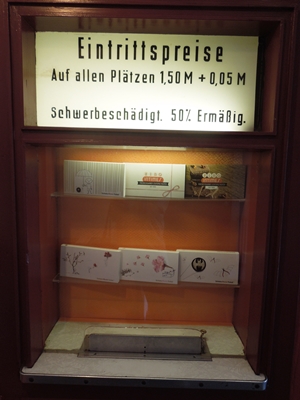 Eintrittspreise
Auf allen Plätzen 1,50 M + 0,05 M
Schwerbeschädigt. 50% Ermäßig.